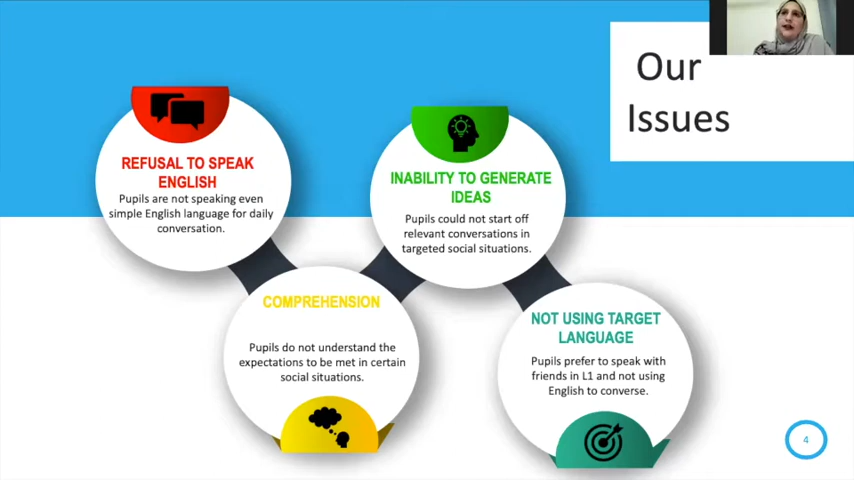 Our
Issues
REFUSAL TO SPEAK
ENGLISH
Pupils are not speaking even
simple English language for daily
conversation.
COMPREHENSION
Pupils do not understand the
expectations to be met in certain
social situations.
INABILITY TO GENERATE
IDEAS
Pupils could not start off
relevant conversations in
targeted social situations.
NOT USING TARGET
LANGUAGE
Pupils prefer to speak with
friends in L1 and not using
English to converse.
4